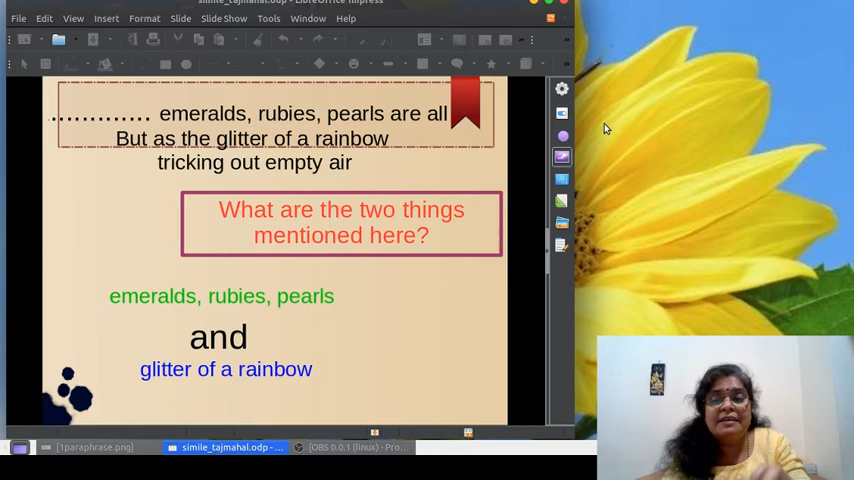 simile_tajmahal.odp - LibreOffice Impress
File Edit View Insert Format Slide Slide Show Tools Window Help
............. emeralds, rubies, pearls are all
But as the glitter of a rainbow
tricking out empty air
What are the two things
mentioned here?
emeralds, rubies, pearls
and
glitter of a rainbow
[1paraphrase.png] simile_tajmahal.odp - ... [OBS 0.0.1 (linux) - Pro...